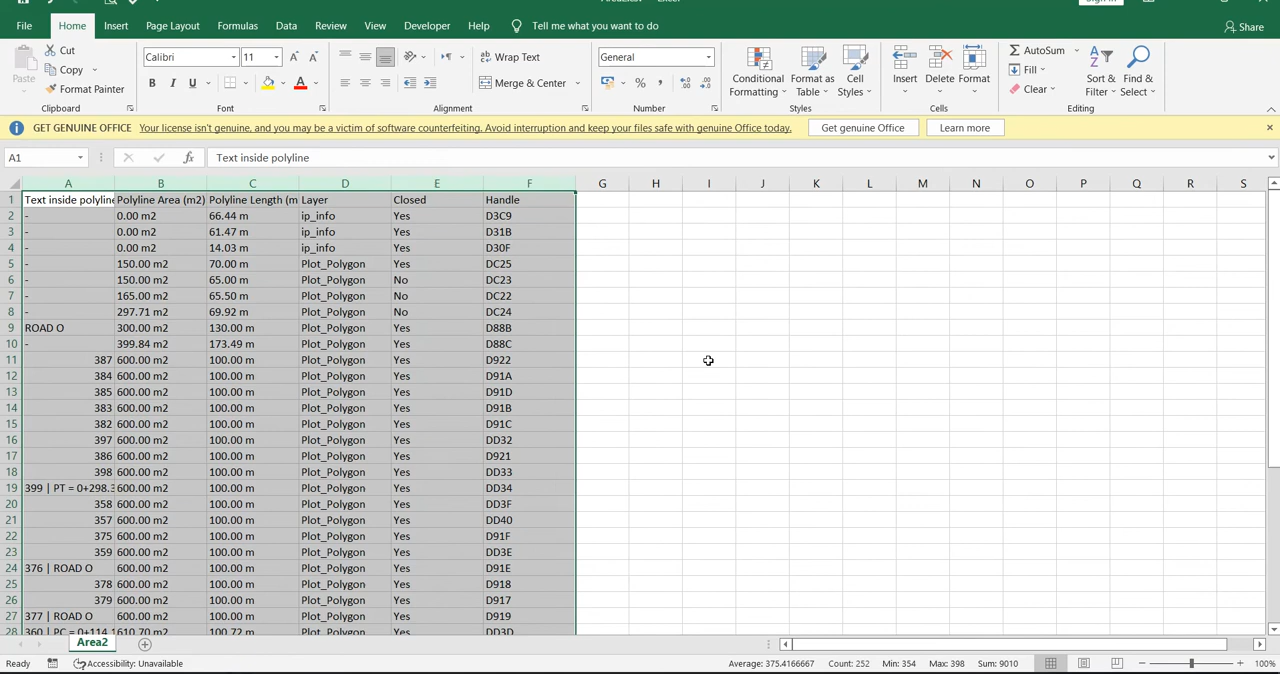 File Home Insert Page Layout Formulas Data Review View Developer Help Tell me what you want to do Share
Paste Cut Copy Format Painter Clipboard
Calibri 11 B I U A Font
Wrap Text Merge & Center Alignment
General % , Number
Conditional Formatting Format as Table Cell Styles Styles
Insert Delete Format Cells
AutoSum Fill Clear Sort & Filter Find & Select Editing
GET GENUINE OFFICE Your license isn't genuine, and you may be a victim of software counterfeiting. Avoid interruption and keep your files safe with genuine Office today. Get genuine Office Learn more
A1 fx Text inside polyline
A B C D E F G H I J K L M N O P Q R S
1 Text inside polyline Polyline Area (m2) Polyline Length (m Layer Closed Handle
2 - 0.00 m2 66.44 m ip_info Yes D3C9
3 - 0.00 m2 61.47 m ip_info Yes D31B
4 - 0.00 m2 14.03 m ip_info Yes D30F
5 - 150.00 m2 70.00 m Plot_Polygon Yes DC25
6 - 150.00 m2 65.00 m Plot_Polygon No DC23
7 - 165.00 m2 65.50 m Plot_Polygon No DC22
8 - 297.71 m2 69.92 m Plot_Polygon No DC24
9 ROAD O 300.00 m2 130.00 m Plot_Polygon Yes D88B
10 - 399.84 m2 173.49 m Plot_Polygon Yes D88C
11 387 600.00 m2 100.00 m Plot_Polygon Yes D922
12 384 600.00 m2 100.00 m Plot_Polygon Yes D91A
13 385 600.00 m2 100.00 m Plot_Polygon Yes D91D
14 383 600.00 m2 100.00 m Plot_Polygon Yes D91B
15 382 600.00 m2 100.00 m Plot_Polygon Yes D91C
16 397 600.00 m2 100.00 m Plot_Polygon Yes DD32
17 386 600.00 m2 100.00 m Plot_Polygon Yes D921
18 398 600.00 m2 100.00 m Plot_Polygon Yes DD33
19 399 | PT = 0+298.3 600.00 m2 100.00 m Plot_Polygon Yes DD34
20 358 600.00 m2 100.00 m Plot_Polygon Yes DD3F
21 357 600.00 m2 100.00 m Plot_Polygon Yes DD40
22 375 600.00 m2 100.00 m Plot_Polygon Yes D91F
23 359 600.00 m2 100.00 m Plot_Polygon Yes DD3E
24 376 | ROAD O 600.00 m2 100.00 m Plot_Polygon Yes D91E
25 378 600.00 m2 100.00 m Plot_Polygon Yes D918
26 379 600.00 m2 100.00 m Plot_Polygon Yes D917
27 377 | ROAD O 600.00 m2 100.00 m Plot_Polygon Yes D919
28 360 | PC = 0+114.1 610.70 m2 100.72 m Plot_Polygon Yes DD3D
Area2
Ready Accessibility: Unavailable Average: 375.4166667 Count: 252 Min: 354 Max: 398 Sum: 9010 100%